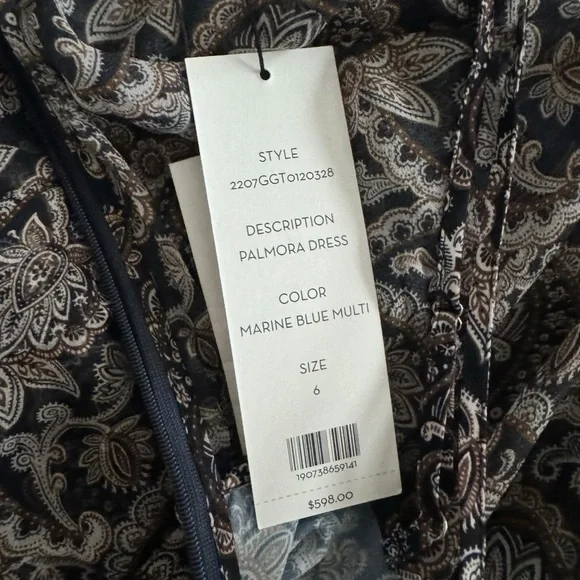 STYLE
2207GGT0120328
DESCRIPTION
PALMORA DRESS
COLOR
MARINE BLUE MULTI
SIZE
6
190738659141
$598.00